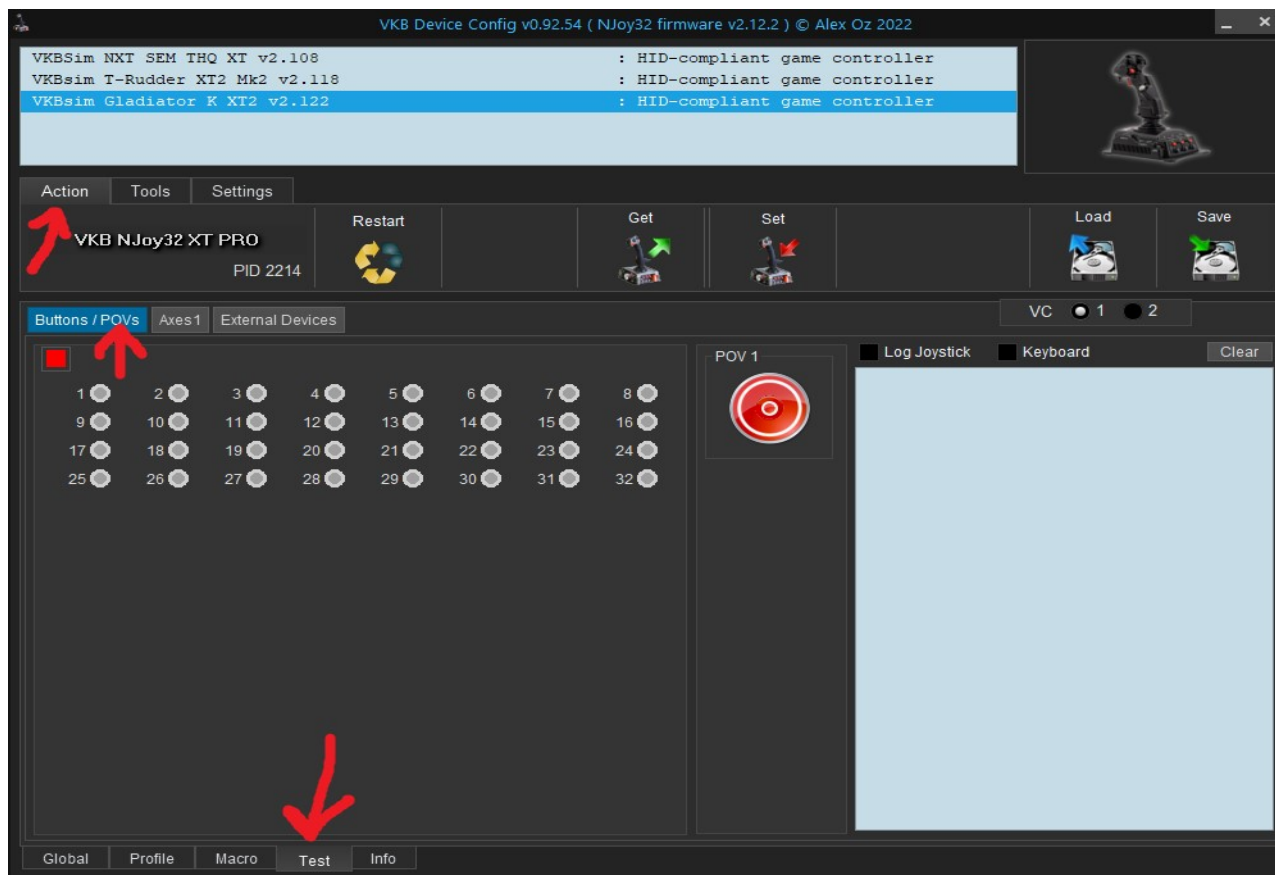 VKB Device Config v0.92.54 ( NJoy32 firmware v2.12.2 ) © Alex Oz 2022
VKBSim NXT SEM THQ XT v2.108 : HID-compliant game controller
VKBsim T-Rudder XT2 Mk2 v2.118 : HID-compliant game controller
VKBsim Gladiator K XT2 v2.122 : HID-compliant game controller
Action Tools Settings
VKB NJoy32 XT PRO
PID 2214
Restart
Get
Set
Load
Save
Buttons / POVs Axes1 External Devices
VC 1 2
POV 1
Log Joystick Keyboard Clear
1 2 3 4 5 6 7 8
9 10 11 12 13 14 15 16
17 18 19 20 21 22 23 24
25 26 27 28 29 30 31 32
Global Profile Macro Test Info